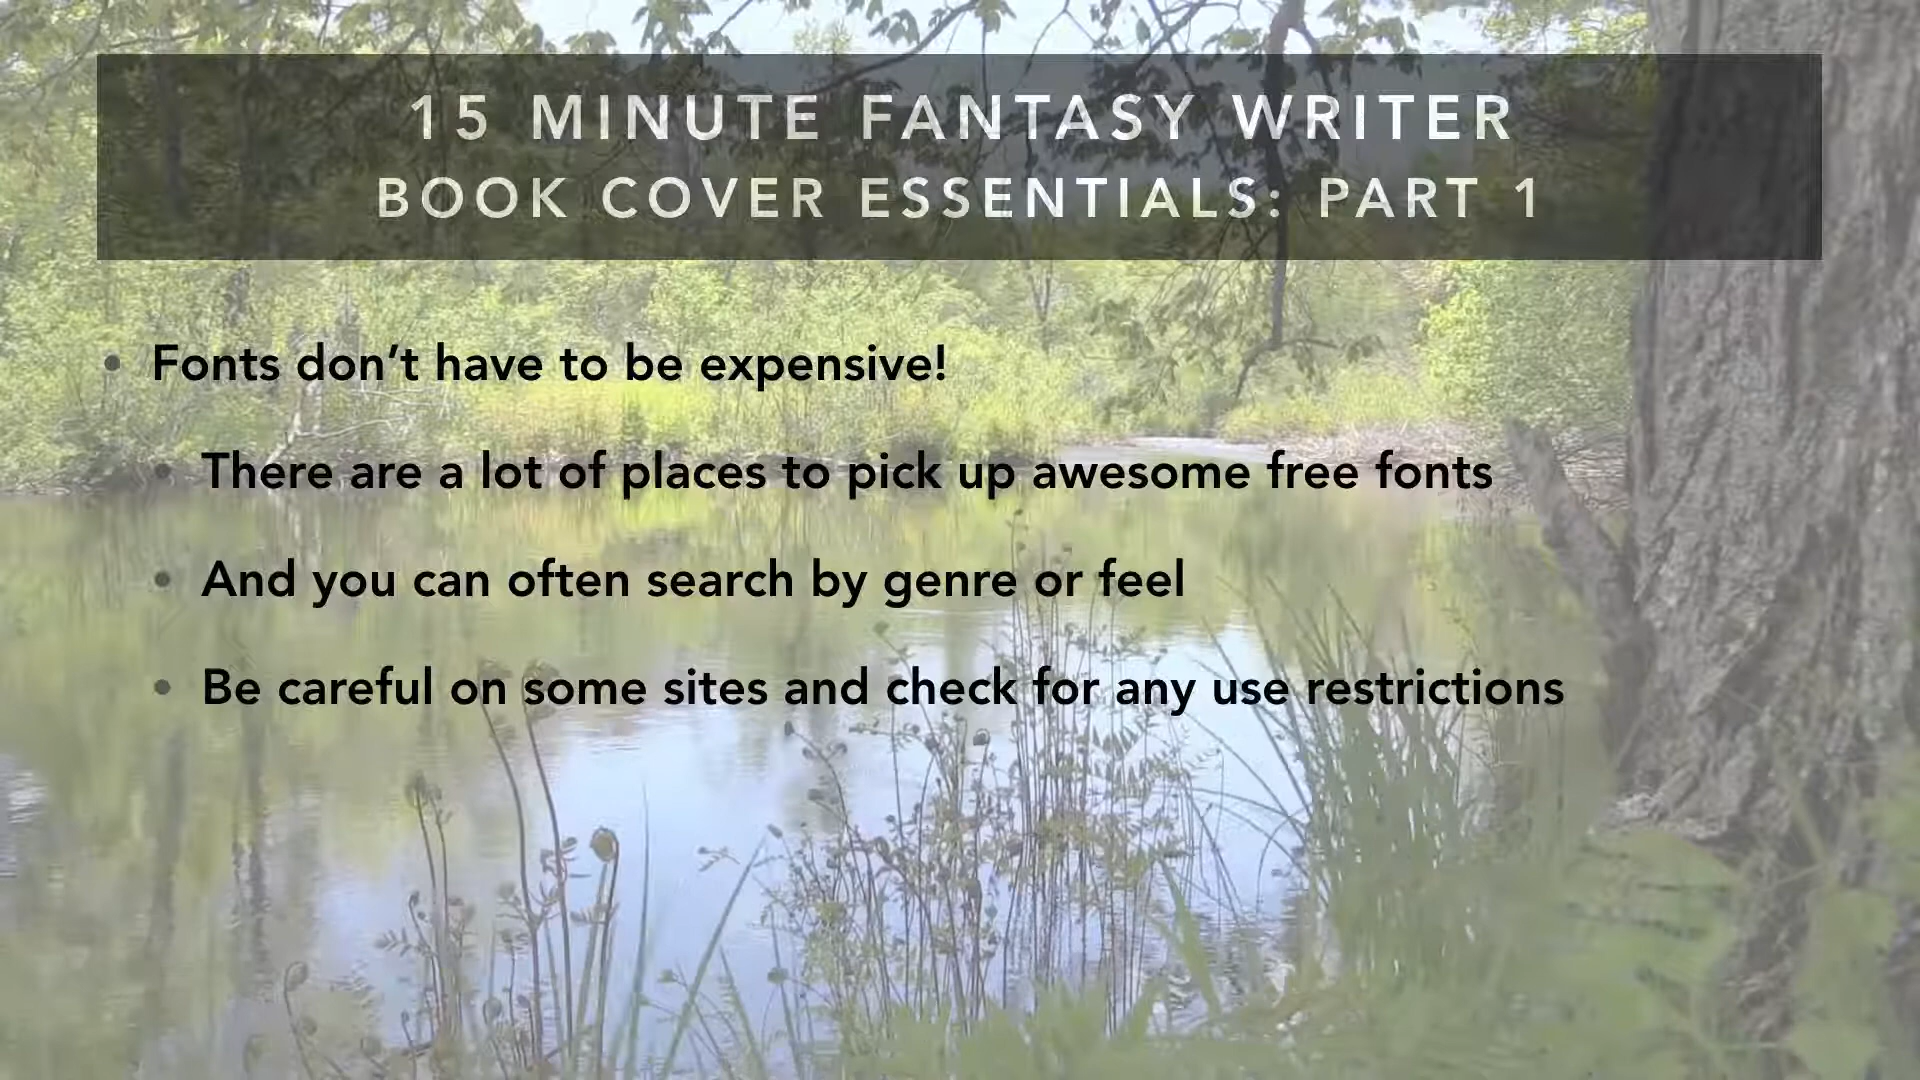 15 MINUTE FANTASY WRITER
BOOK COVER ESSENTIALS: PART 1
• Fonts don’t have to be expensive!
• There are a lot of places to pick up awesome free fonts
• And you can often search by genre or feel
• Be careful on some sites and check for any use restrictions